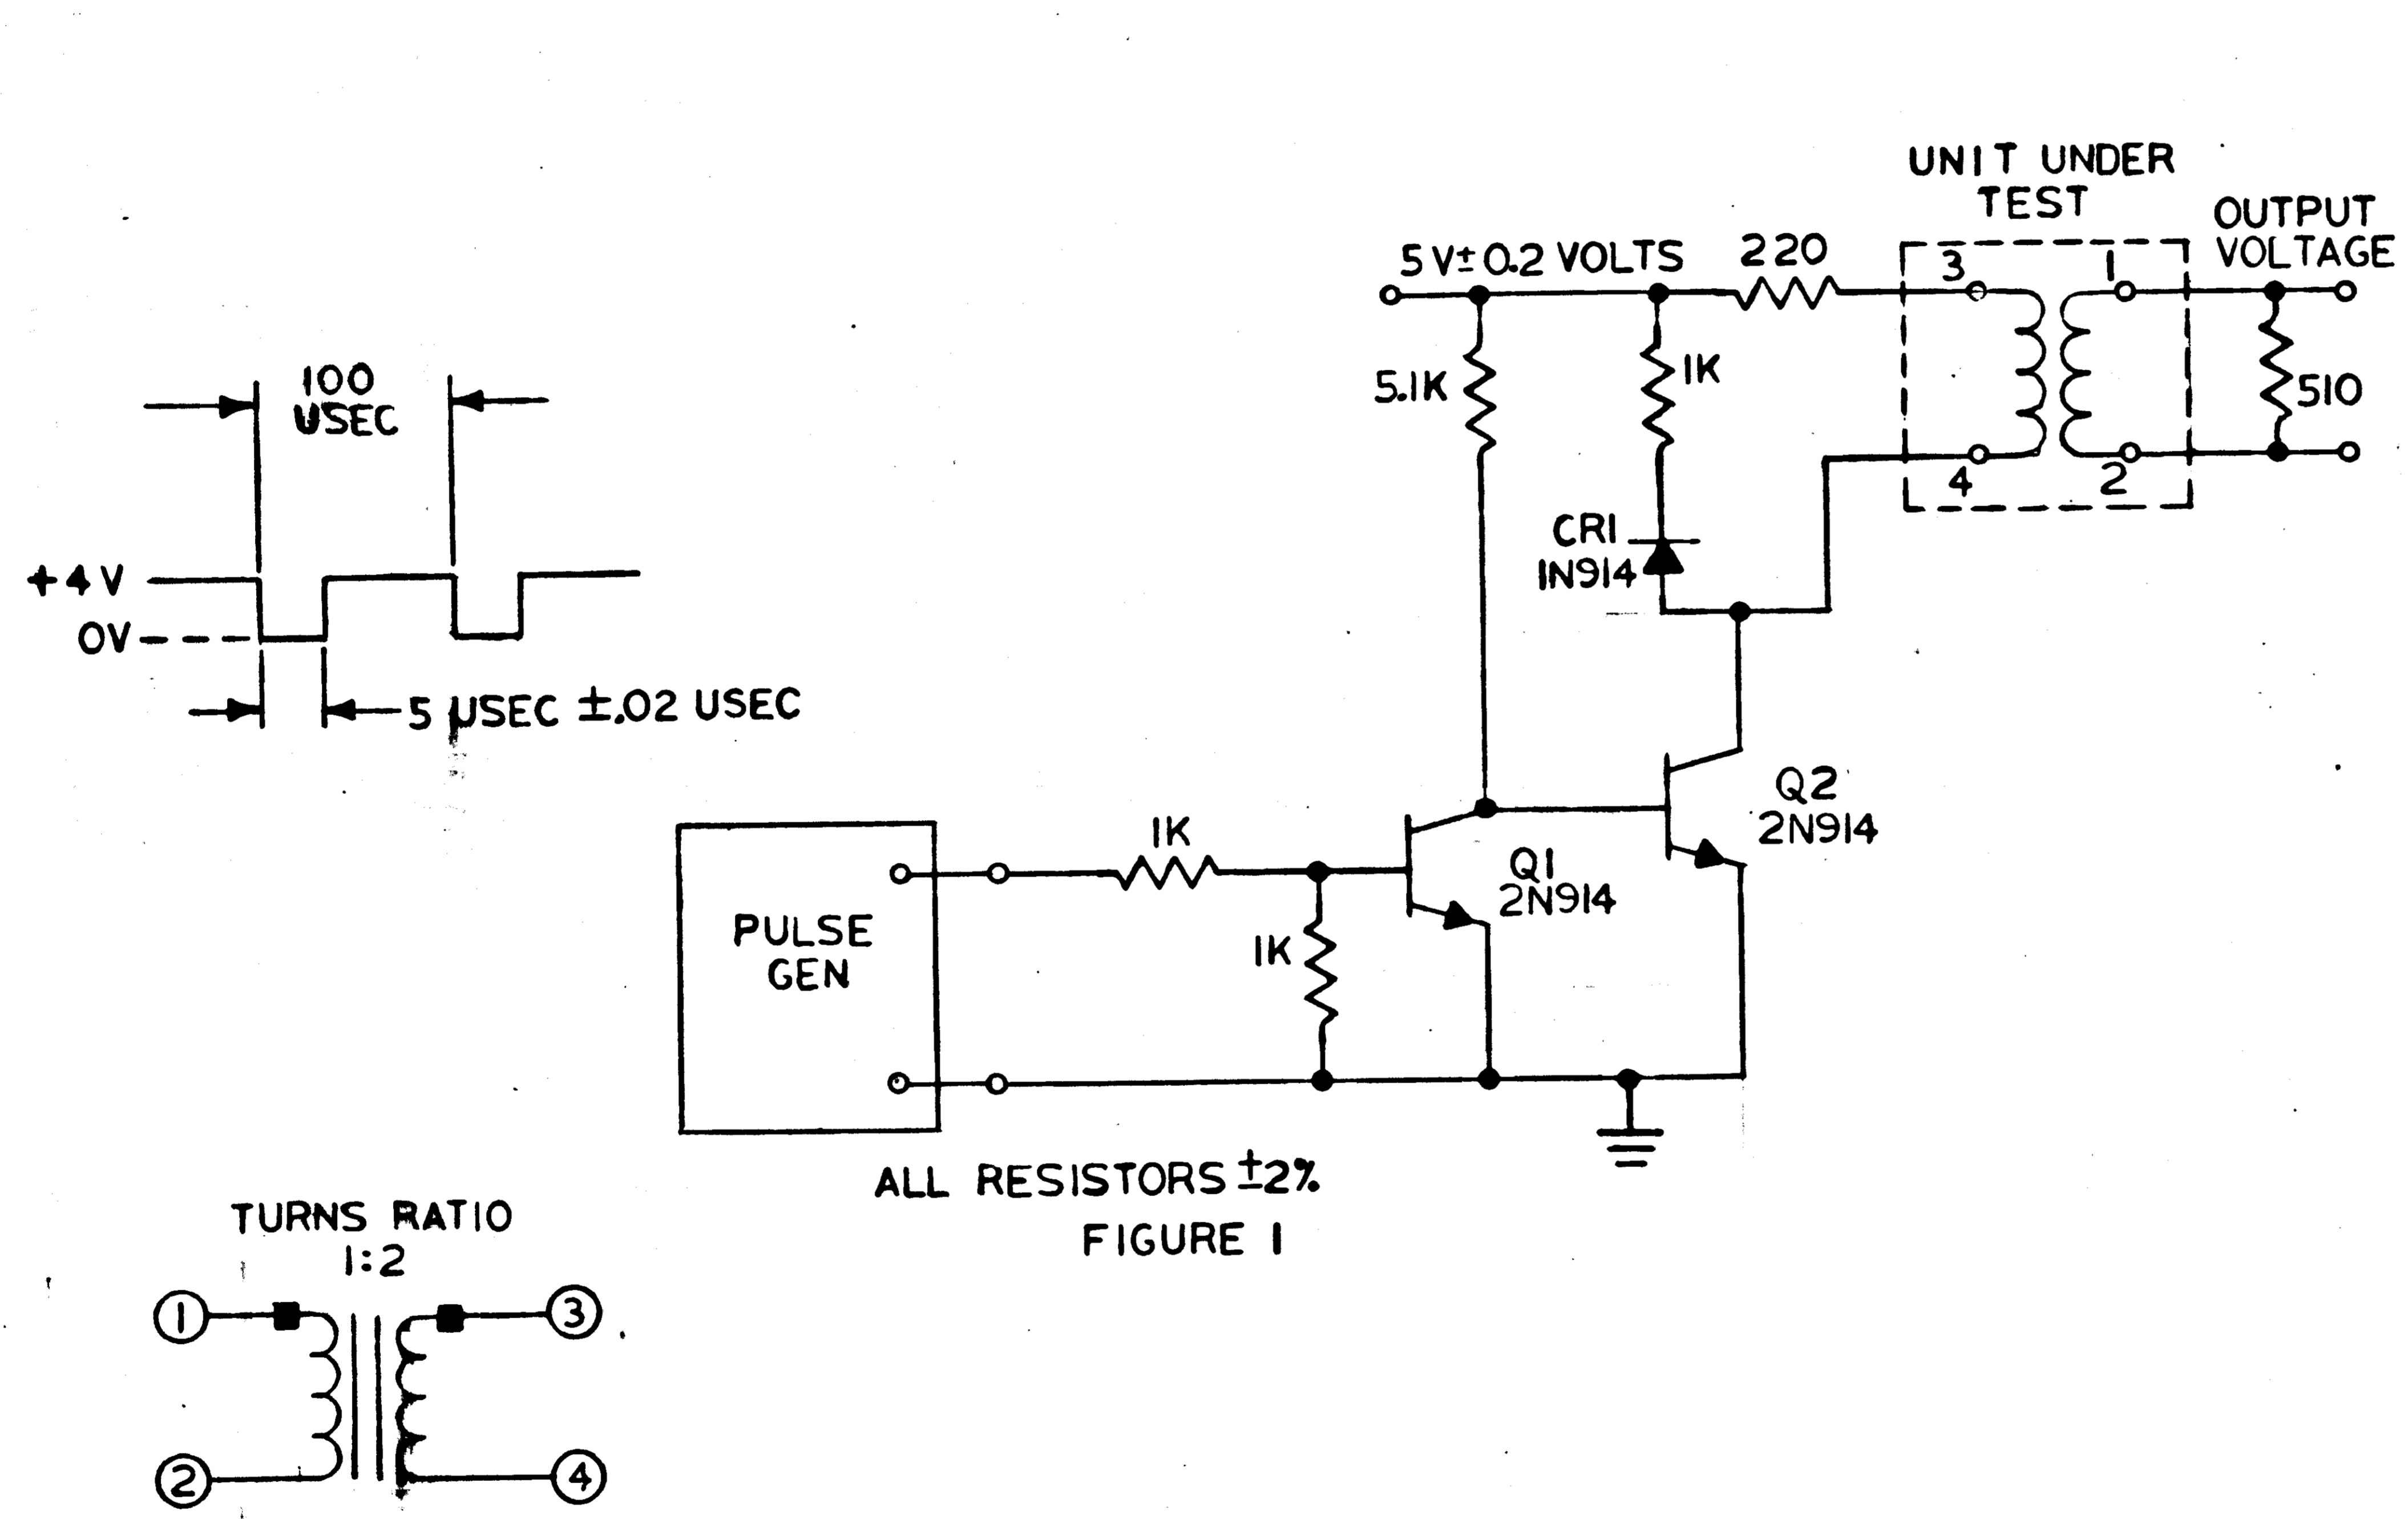 UNIT UNDER
TEST
OUTPUT
VOLTAGE
5V± 0.2 VOLTS
220
3
1
5.1K
1K
510
4
2
CR1
1N914
100
USEC
+4V
0V
5 µSEC ±.02 USEC
Q2
2N914
1K
Q1
2N914
PULSE
GEN
1K
ALL RESISTORS ±2%
FIGURE 1
TURNS RATIO
1:2
1
3
2
4